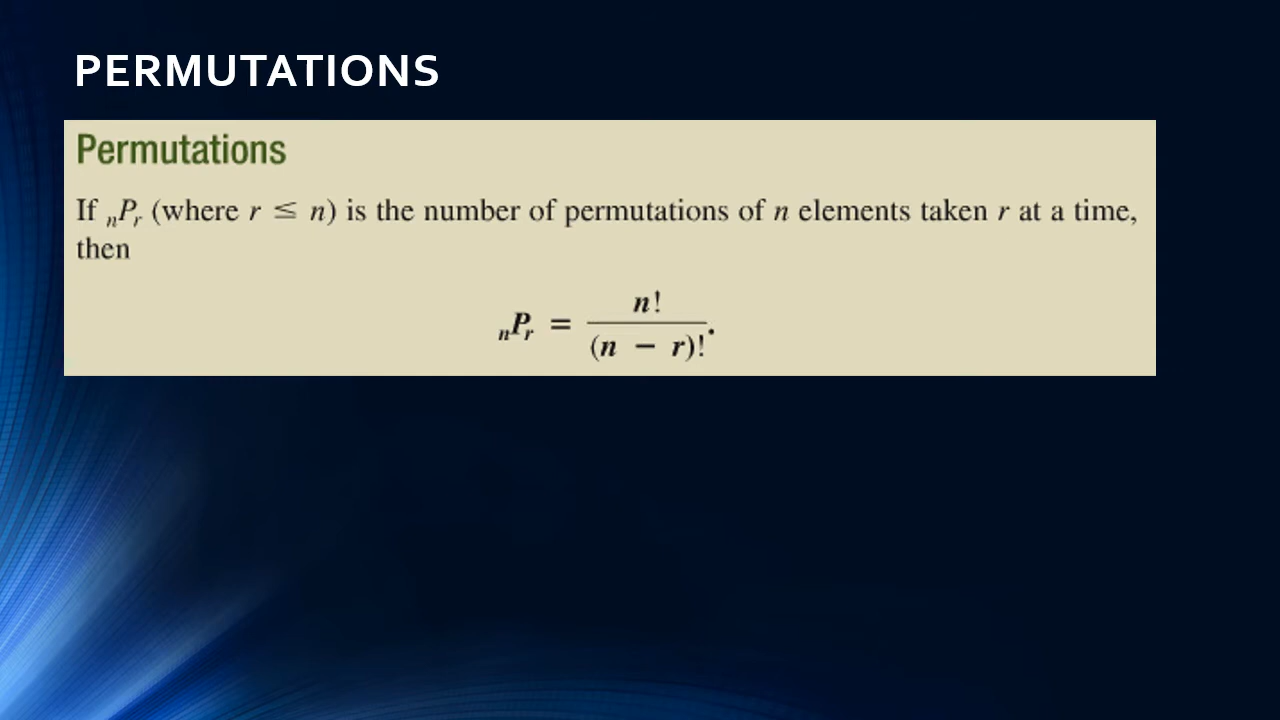 PERMUTATIONS
Permutations
If ₙPᵣ (where r ≤ n) is the number of permutations of n elements taken r at a time,
then
ₙPᵣ = n! / (n − r)!.